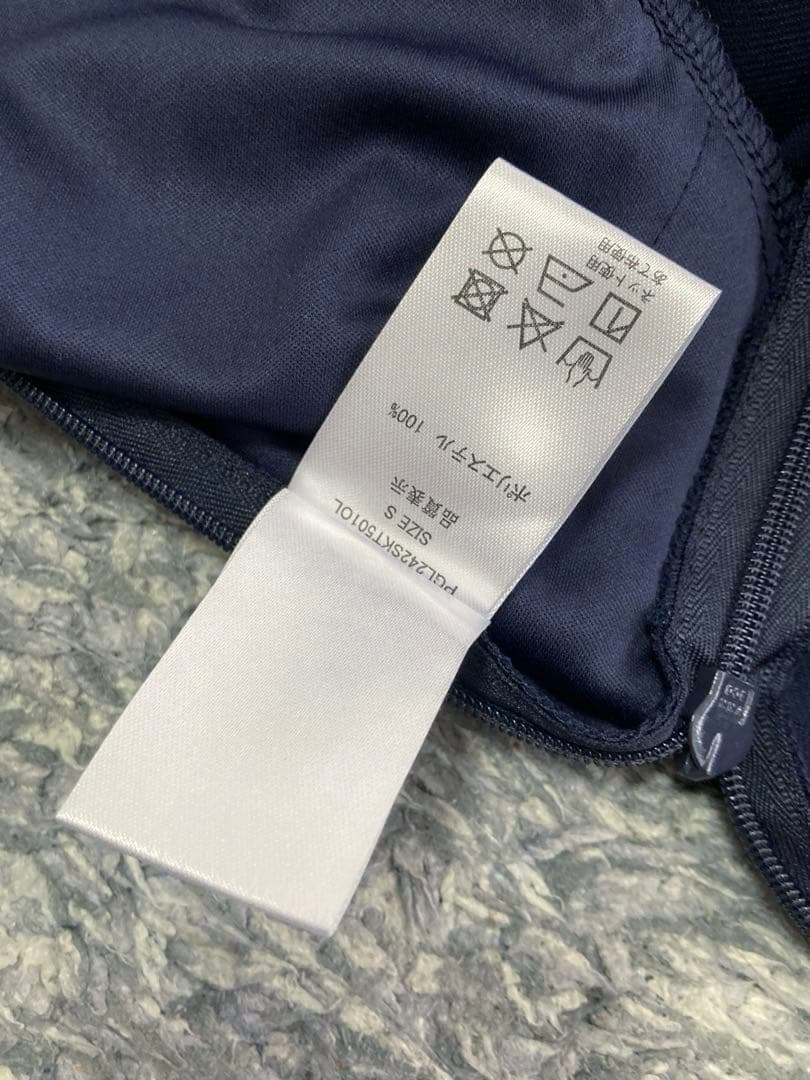 PGL242SKT501OL
SIZE S
品質表示
ポリエステル 100%
ネット使用
あて布使用